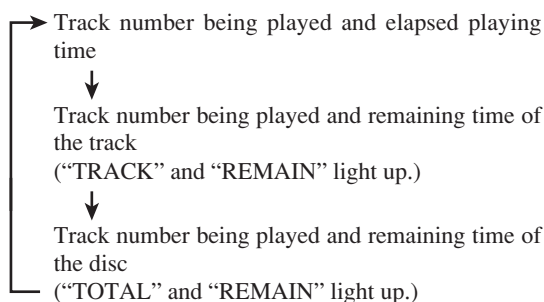 Track number being played and elapsed playing
time
Track number being played and remaining time of
the track
(“TRACK” and “REMAIN” light up.)
Track number being played and remaining time of
the disc
(“TOTAL” and “REMAIN” light up.)